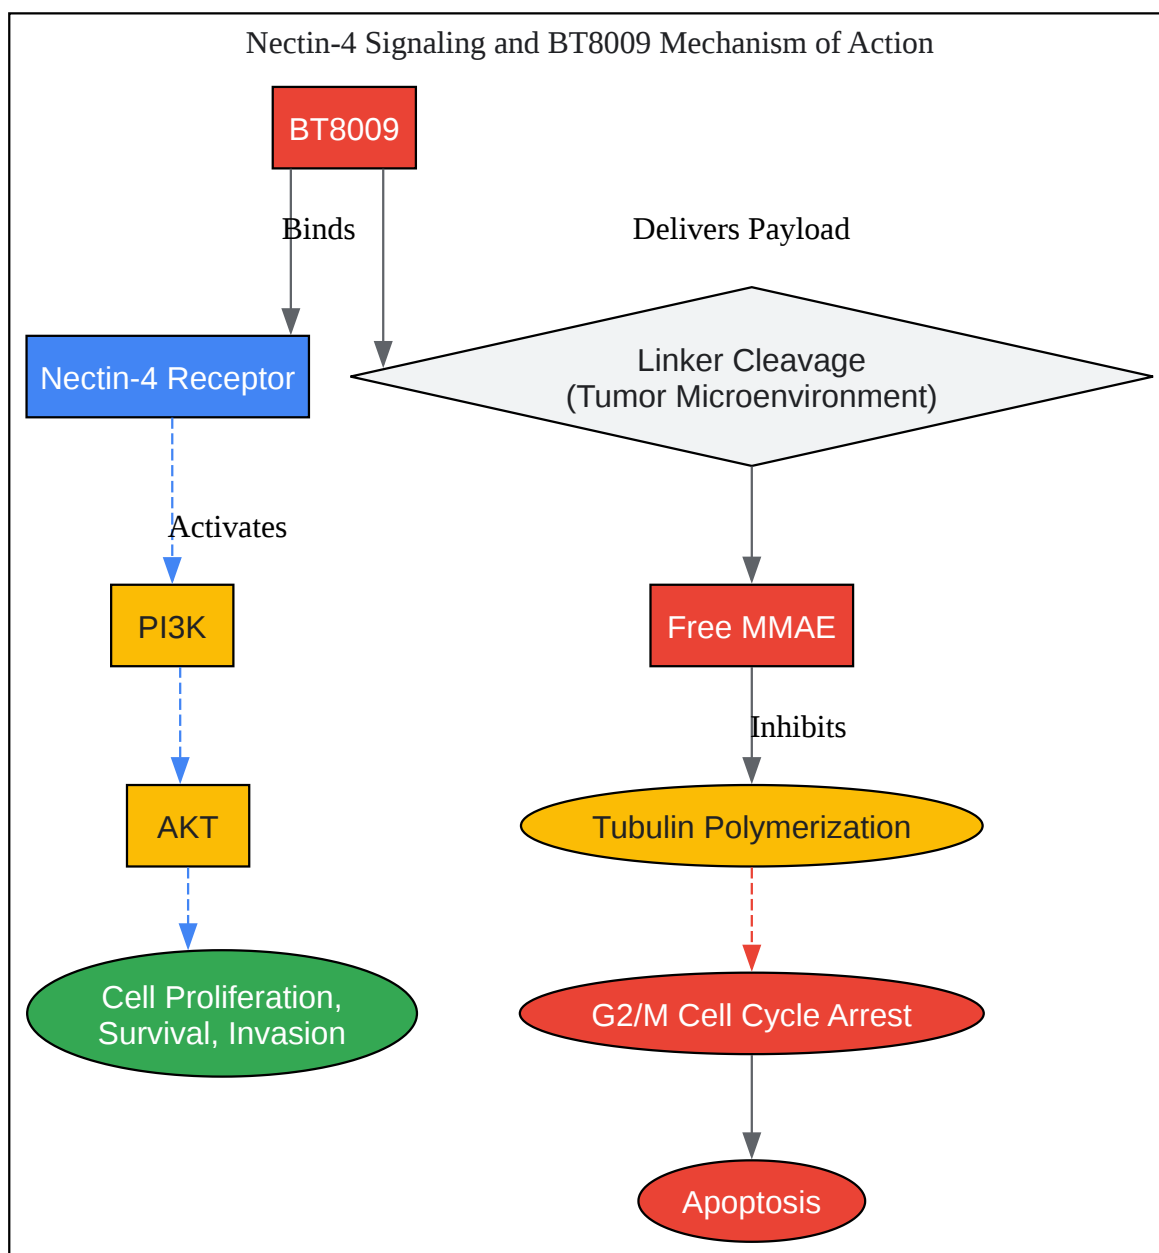 Nectin-4 Signaling and BT8009 Mechanism of Action
BT8009
Binds
Delivers Payload
Nectin-4 Receptor
Linker Cleavage
(Tumor Microenvironment)
Activates
PI3K
Free MMAE
Inhibits
AKT
Tubulin Polymerization
Cell Proliferation,
Survival, Invasion
G2/M Cell Cycle Arrest
Apoptosis